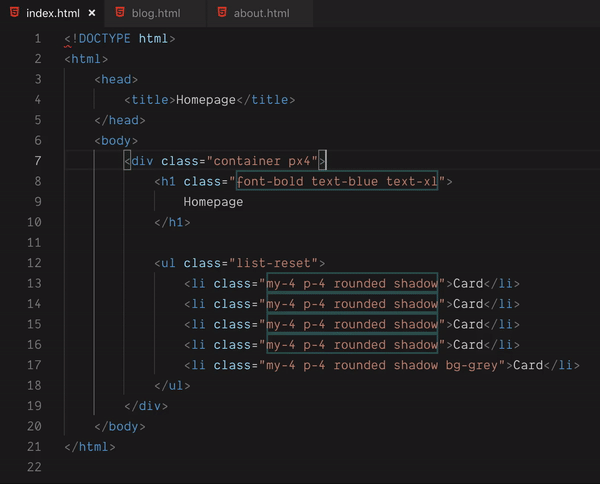 index.html × blog.html about.html
1 <!DOCTYPE html>
2 <html>
3 <head>
4 <title>Homepage</title>
5 </head>
6 <body>
7 <div class="container px4">
8 <h1 class="font-bold text-blue text-xl">
9 Homepage
10 </h1>
11
12 <ul class="list-reset">
13 <li class="my-4 p-4 rounded shadow">Card</li>
14 <li class="my-4 p-4 rounded shadow">Card</li>
15 <li class="my-4 p-4 rounded shadow">Card</li>
16 <li class="my-4 p-4 rounded shadow">Card</li>
17 <li class="my-4 p-4 rounded shadow bg-grey">Card</li>
18 </ul>
19 </div>
20 </body>
21 </html>
22